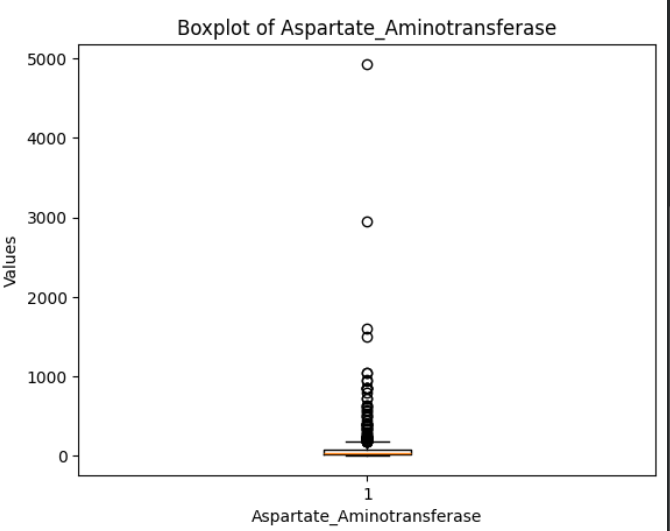 Boxplot of Aspartate_Aminotransferase
5000
4000
3000
2000
1000
0
Values
1
Aspartate_Aminotransferase